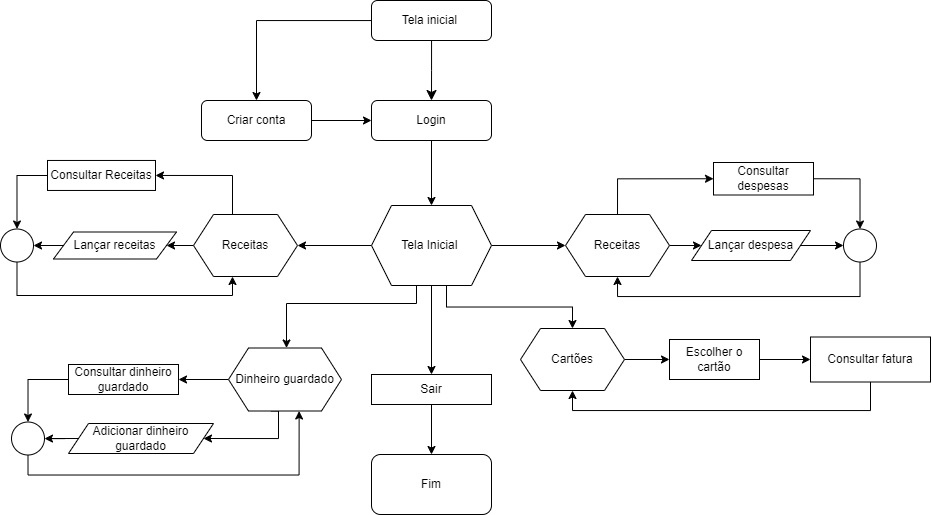 Tela inicial
Criar conta
Login
Consultar Receitas
Consultar
despesas
Lançar receitas
Receitas
Tela Inicial
Receitas
Lançar despesa
Dinheiro guardado
Cartões
Escolher o
cartão
Consultar fatura
Consultar dinheiro
guardado
Sair
Adicionar dinheiro
guardado
Fim